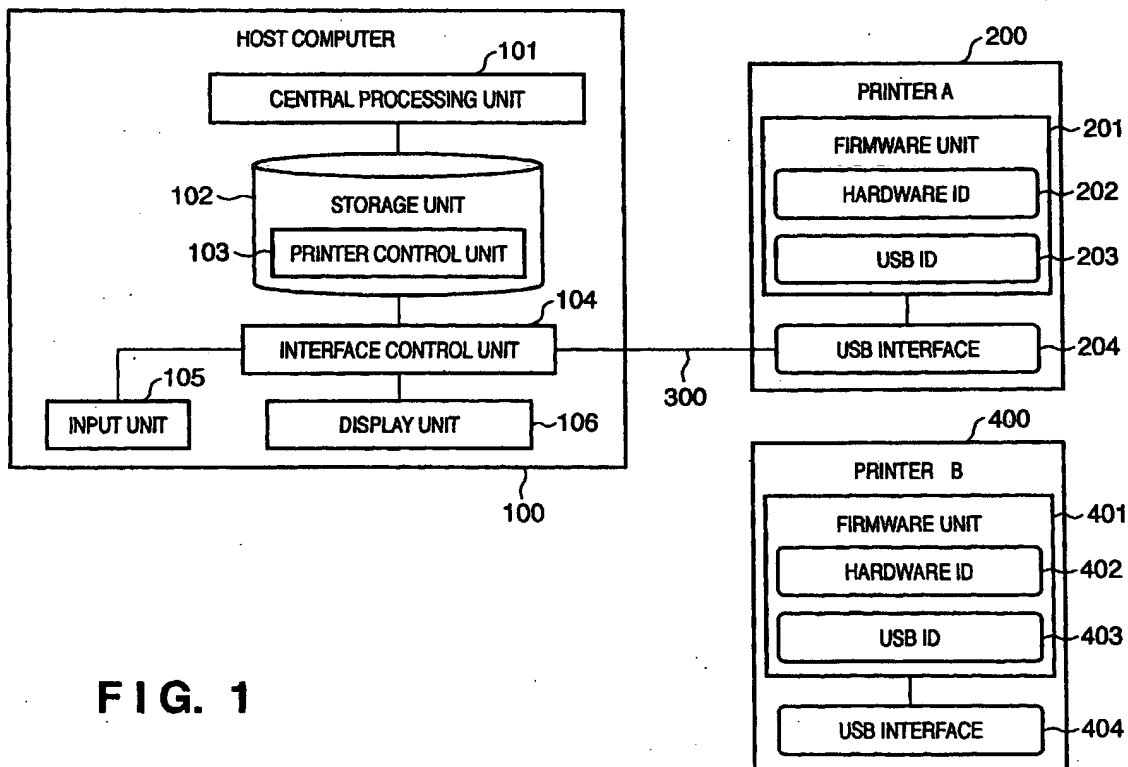 HOST COMPUTER
101
CENTRAL PROCESSING UNIT
102
STORAGE UNIT
103
PRINTER CONTROL UNIT
104
INTERFACE CONTROL UNIT
105
INPUT UNIT
DISPLAY UNIT
106
100
300
200
PRINTER A
201
FIRMWARE UNIT
HARDWARE ID
202
USB ID
203
USB INTERFACE
204
400
PRINTER B
401
FIRMWARE UNIT
HARDWARE ID
402
USB ID
403
USB INTERFACE
404
FIG. 1